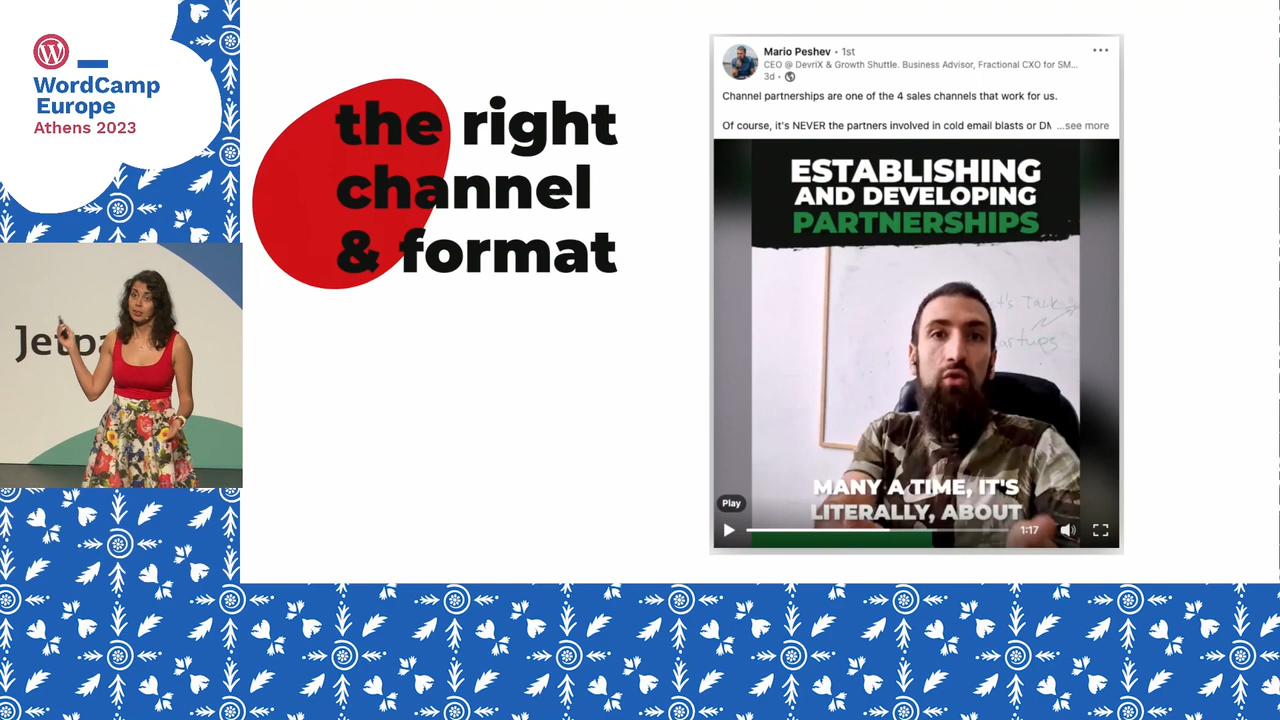 WordCamp
Europe
Athens 2023
Jetpa
the right
channel
& format
Mario Peshev • 1st
CEO @ DevriX & Growth Shuttle. Business Advisor, Fractional CXO for SM...
3d •
Channel partnerships are one of the 4 sales channels that work for us.
Of course, it's NEVER the partners involved in cold email blasts or DM ...see more
ESTABLISHING
AND DEVELOPING
PARTNERSHIPS
MANY A TIME, IT'S
LITERALLY, ABOUT
Play
1:17